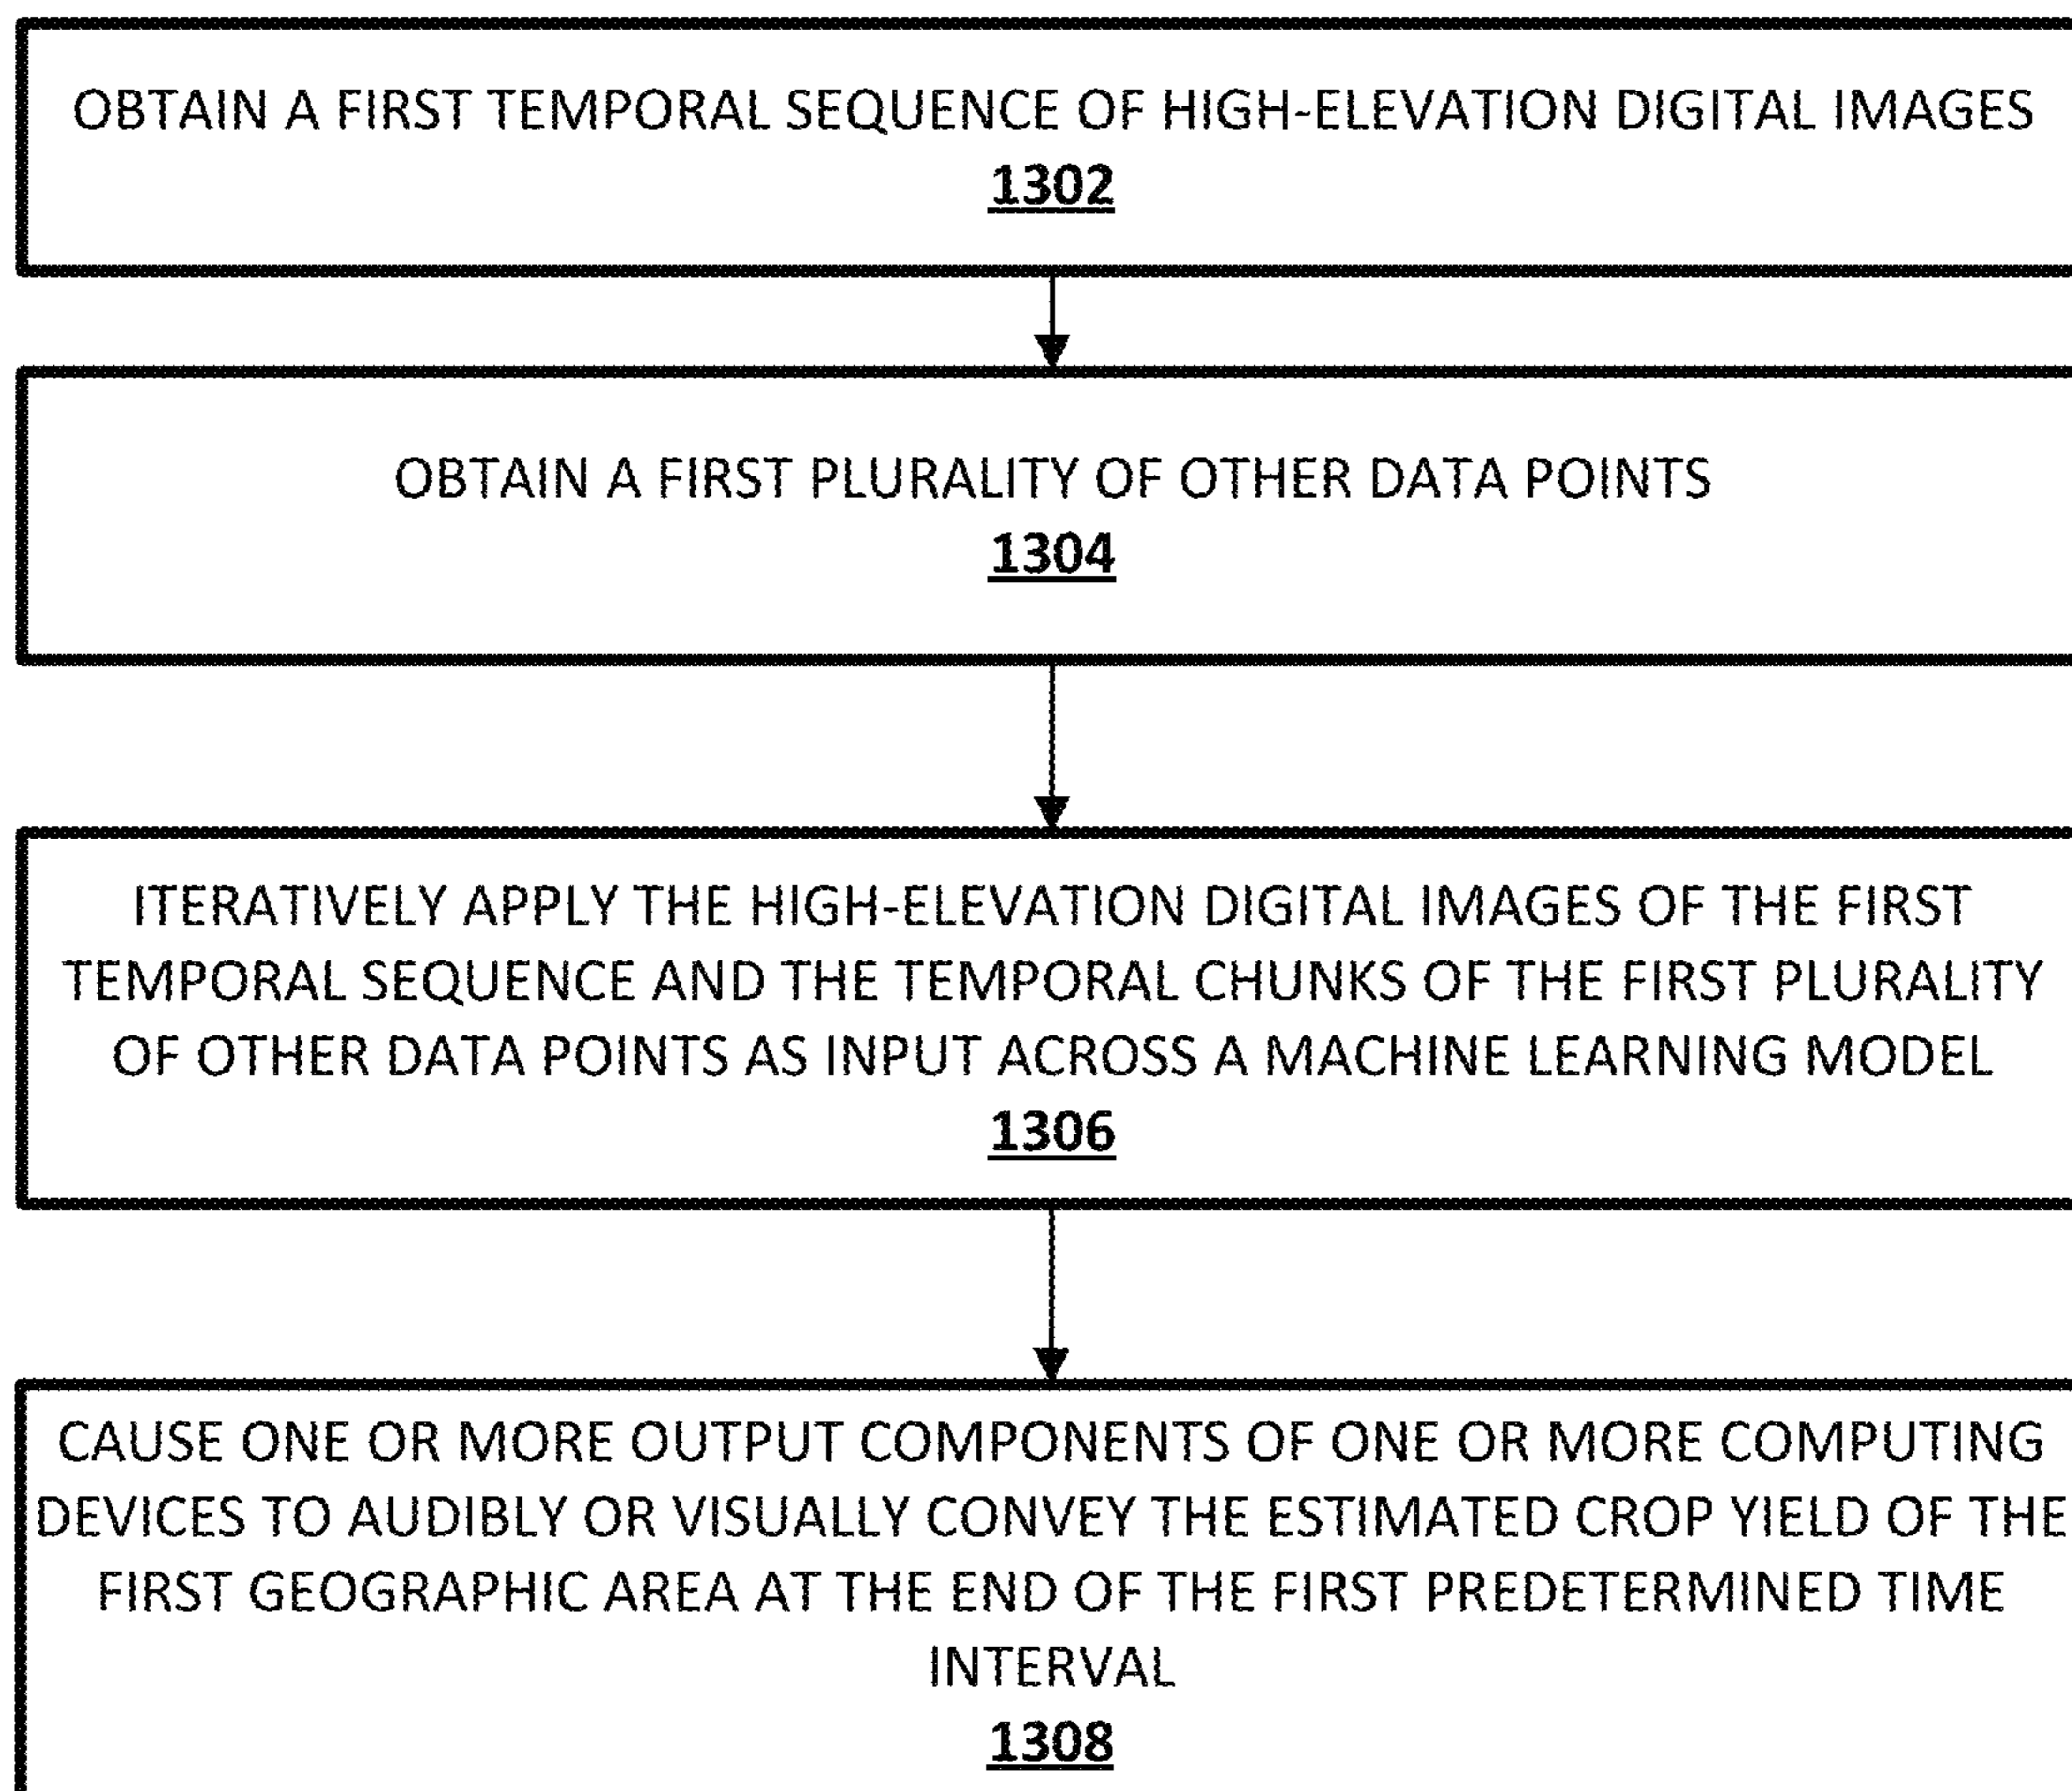 OBTAIN A FIRST TEMPORAL SEQUENCE OF HIGH-ELEVATION DIGITAL IMAGES
1302
OBTAIN A FIRST PLURALITY OF OTHER DATA POINTS
1304
ITERATIVELY APPLY THE HIGH-ELEVATION DIGITAL IMAGES OF THE FIRST
TEMPORAL SEQUENCE AND THE TEMPORAL CHUNKS OF THE FIRST PLURALITY
OF OTHER DATA POINTS AS INPUT ACROSS A MACHINE LEARNING MODEL
1306
CAUSE ONE OR MORE OUTPUT COMPONENTS OF ONE OR MORE COMPUTING
DEVICES TO AUDIBLY OR VISUALLY CONVEY THE ESTIMATED CROP YIELD OF THE
FIRST GEOGRAPHIC AREA AT THE END OF THE FIRST PREDETERMINED TIME
INTERVAL
1308